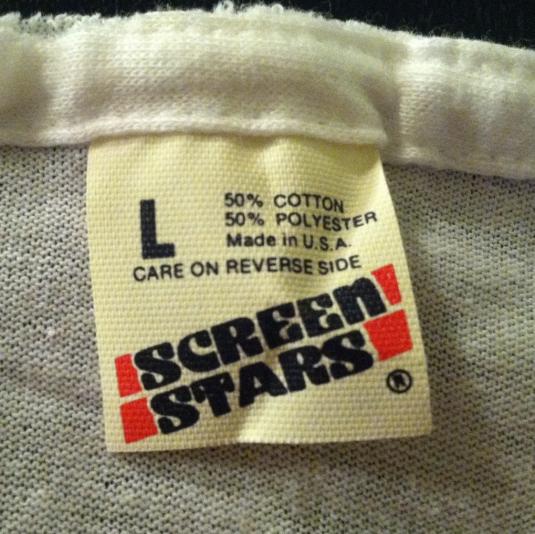 L
50% COTTON
50% POLYESTER
Made in U.S.A.
CARE ON REVERSE SIDE
SCREEN
STARS
®